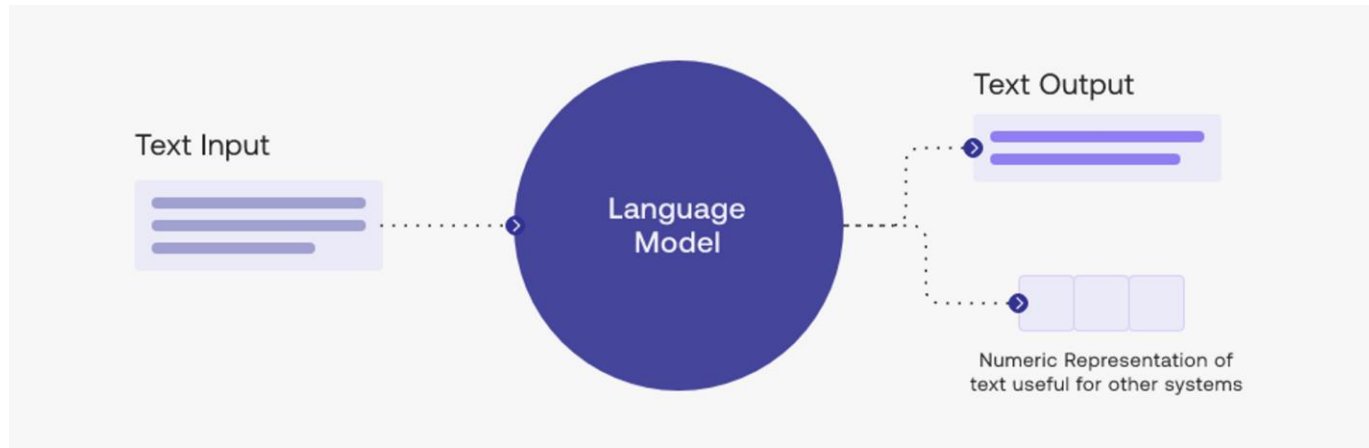 Text Input
Language
Model
Text Output
Numeric Representation of
text useful for other systems